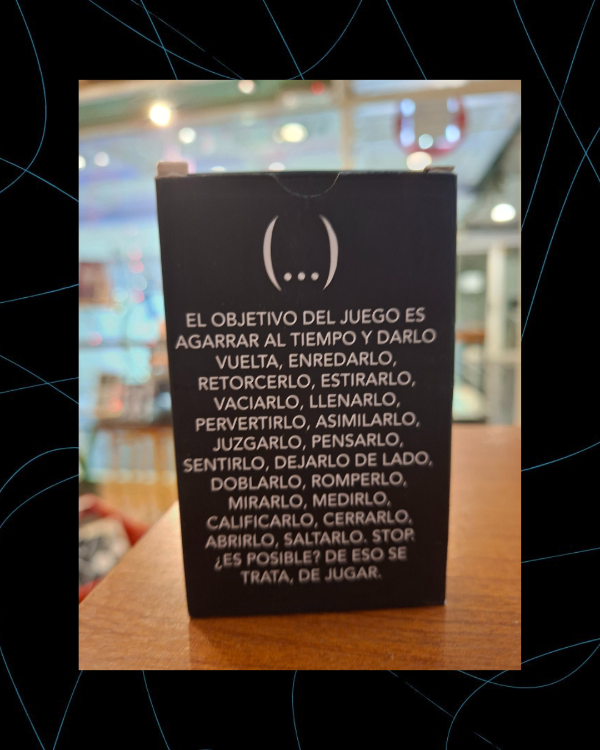 (...)
EL OBJETIVO DEL JUEGO ES
AGARRAR AL TIEMPO Y DARLO
VUELTA, ENREDARLO,
RETORCERLO, ESTIRARLO,
VACIARLO, LLENARLO,
PERVERTIRLO, ASIMILARLO,
JUZGARLO, PENSARLO,
SENTIRLO, DEJARLO DE LADO,
DOBLARLO, ROMPERLO,
MIRARLO, MEDIRLO,
CALIFICARLO, CERRARLO,
ABRIRLO, SALTARLO. STOP.
¿ES POSIBLE? DE ESO SE
TRATA, DE JUGAR.